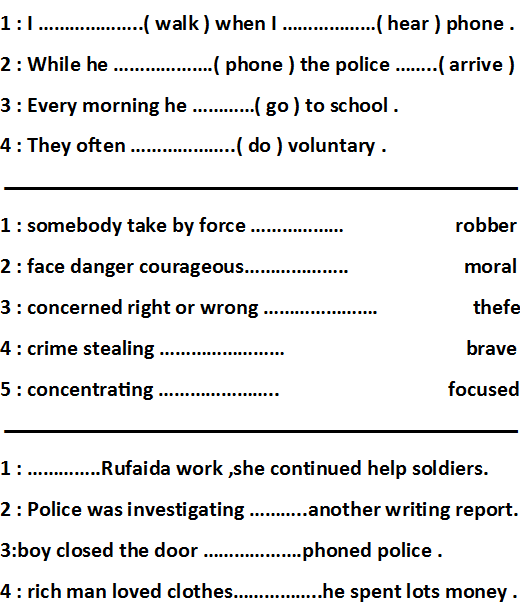 1 : I ...................( walk ) when I .................( hear ) phone .
2 : While he ..................( phone ) the police ........( arrive )
3 : Every morning he ............( go ) to school .
4 : They often ...................( do ) voluntary .
1 : somebody take by force ................. robber
2 : face danger courageous................... moral
3 : concerned right or wrong ..................... thefe
4 : crime stealing ....................... brave
5 : concentrating ...................... focused
1 : .............Rufaida work ,she continued help soldiers.
2 : Police was investigating ...........another writing report.
3:boy closed the door ..................phoned police .
4 : rich man loved clothes.................he spent lots money .